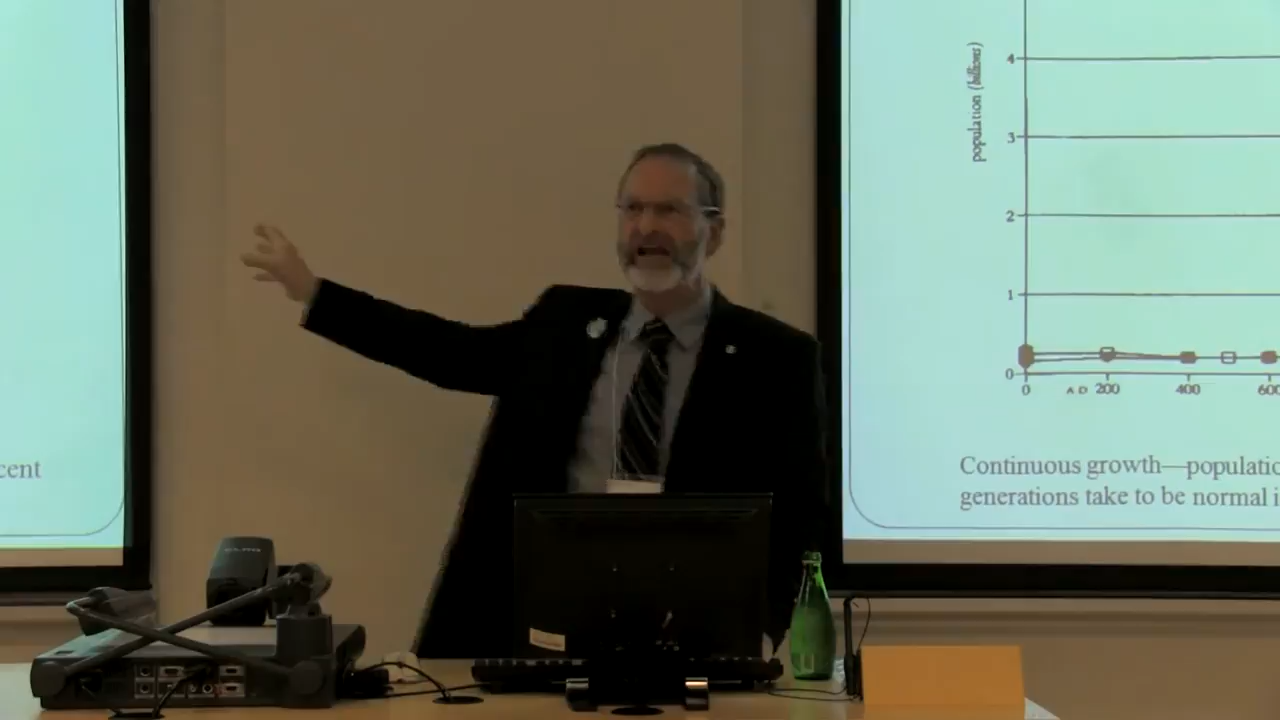 cent
population (billions)
4
3
2
1
0
0
A D
200
400
600
Continuous growth—populatio
generations take to be normal i
ELMO